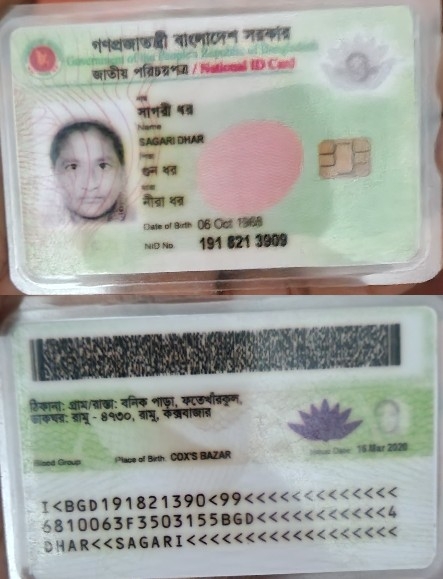 গণপ্রজাতন্ত্রী বাংলাদেশ সরকার
Government of the People's Republic of Bangladesh
জাতীয় পরিচয়পত্র / National ID Card
নাম
সাগরী ধর
Name
SAGARI DHAR
পিতা
গুন ধর
মাতা
নীরা ধর
Date of Birth 06 Oct 1968
NID No. 191 821 3909
ঠিকানা: গ্রাম/রাস্তা: বনিক পাড়া, ফতেখাঁরকুল,
ডাকঘর: রামু - ৪৭৩০, রামু, কক্সবাজার
Blood Group Place of Birth COX'S BAZAR Issue Date 16 Mar 2020
I<BGD191821390<99<<<<<<<<<<<<<
6810063F3503155BGD<<<<<<<<<<<4
DHAR<<SAGARI<<<<<<<<<<<<<<<<<<